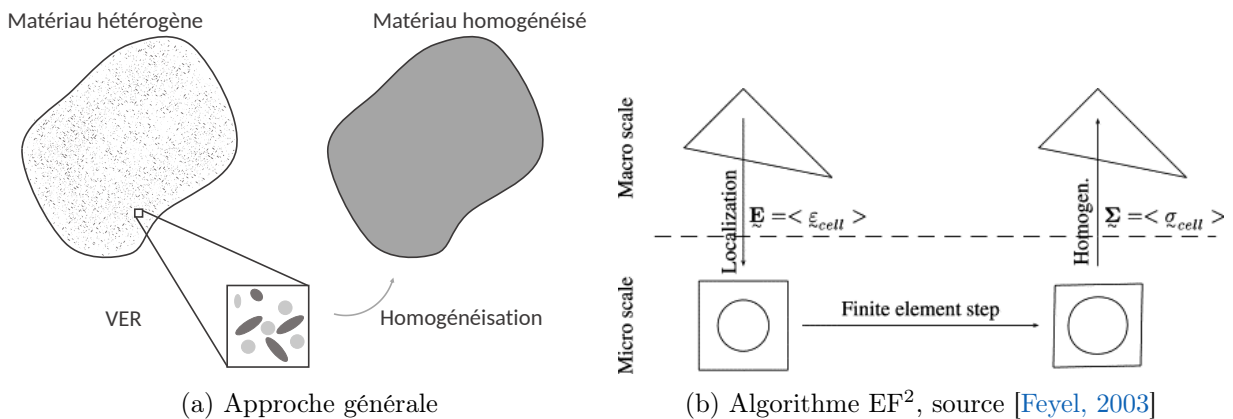 Matériau hétérogène
Matériau homogénéisé
VER
Homogénéisation
(a) Approche générale
Macro scale
Micro scale
Localization
E =< ε_cell >
Homogen.
Σ =< σ_cell >
Finite element step
(b) Algorithme EF², source [Feyel, 2003]